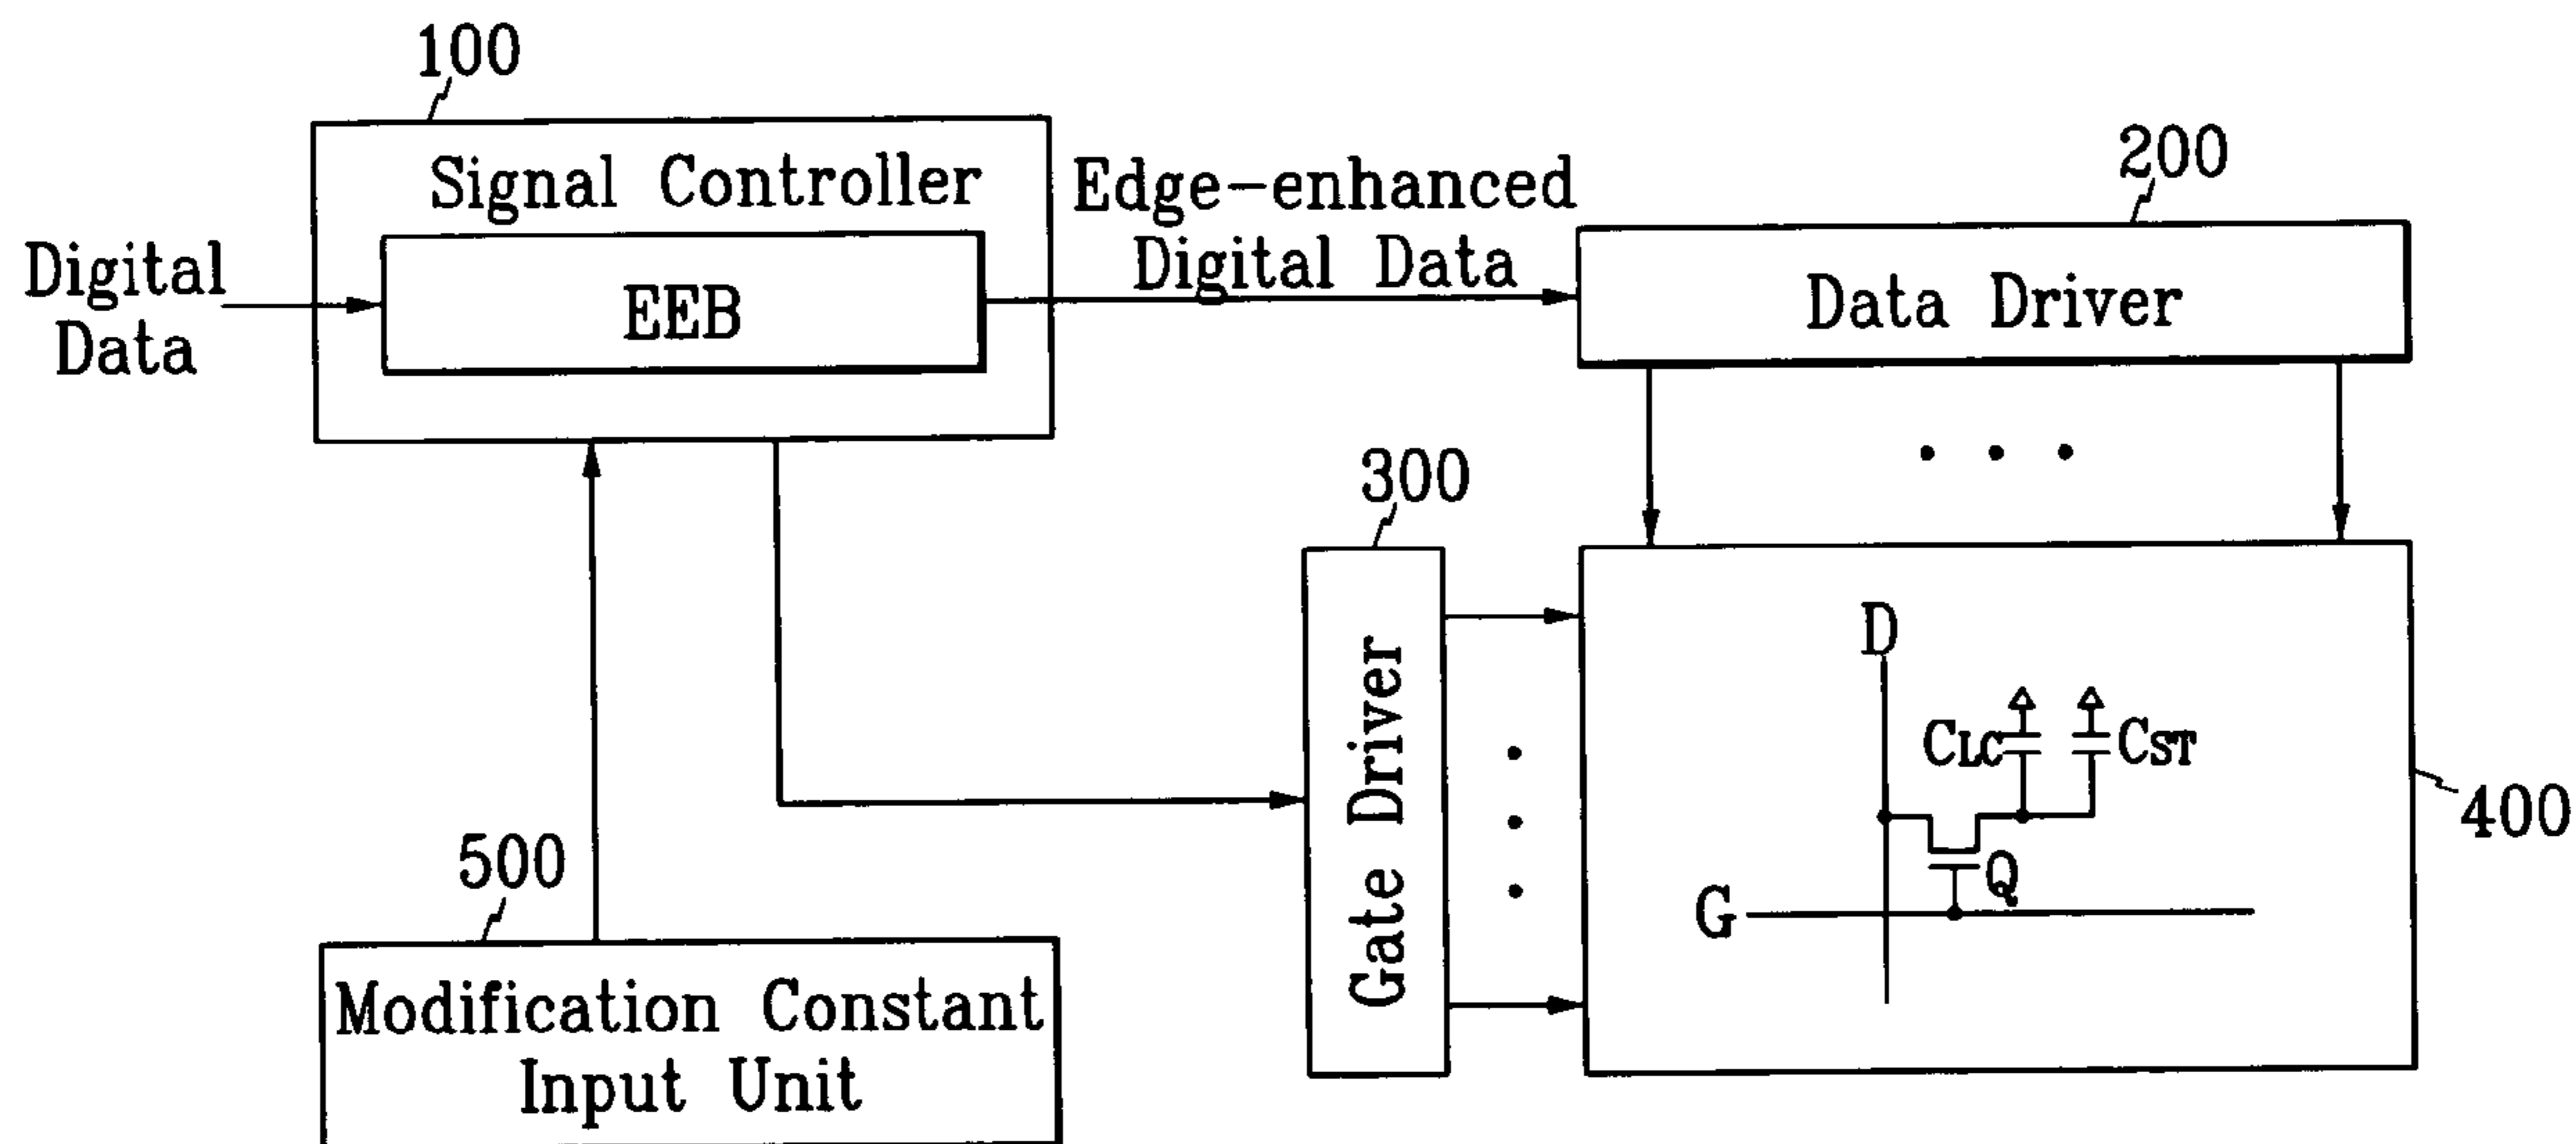 100
Signal Controller
Digital
Data
EEB
Edge-enhanced
Digital Data
200
Data Driver
300
Gate Driver
D
CLC
CST
Q
G
400
500
Modification Constant
Input Unit